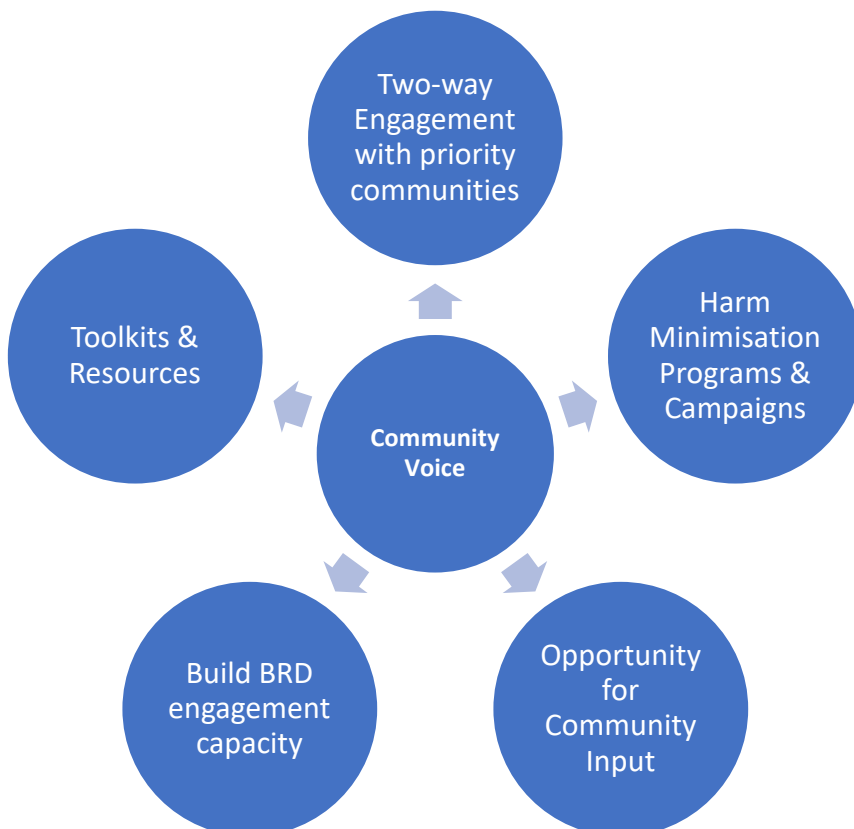 Two-way
Engagement
with priority
communities
Harm
Minimisation
Programs &
Campaigns
Toolkits &
Resources
Community
Voice
Opportunity
for
Community
Input
Build BRD
engagement
capacity